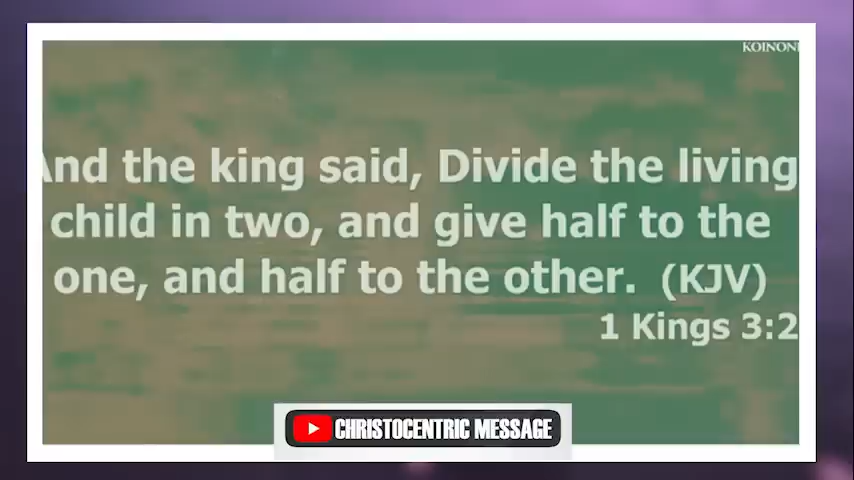 KOINONI
And the king said, Divide the living
child in two, and give half to the
one, and half to the other. (KJV)
1 Kings 3:2
CHRISTOCENTRIC MESSAGE